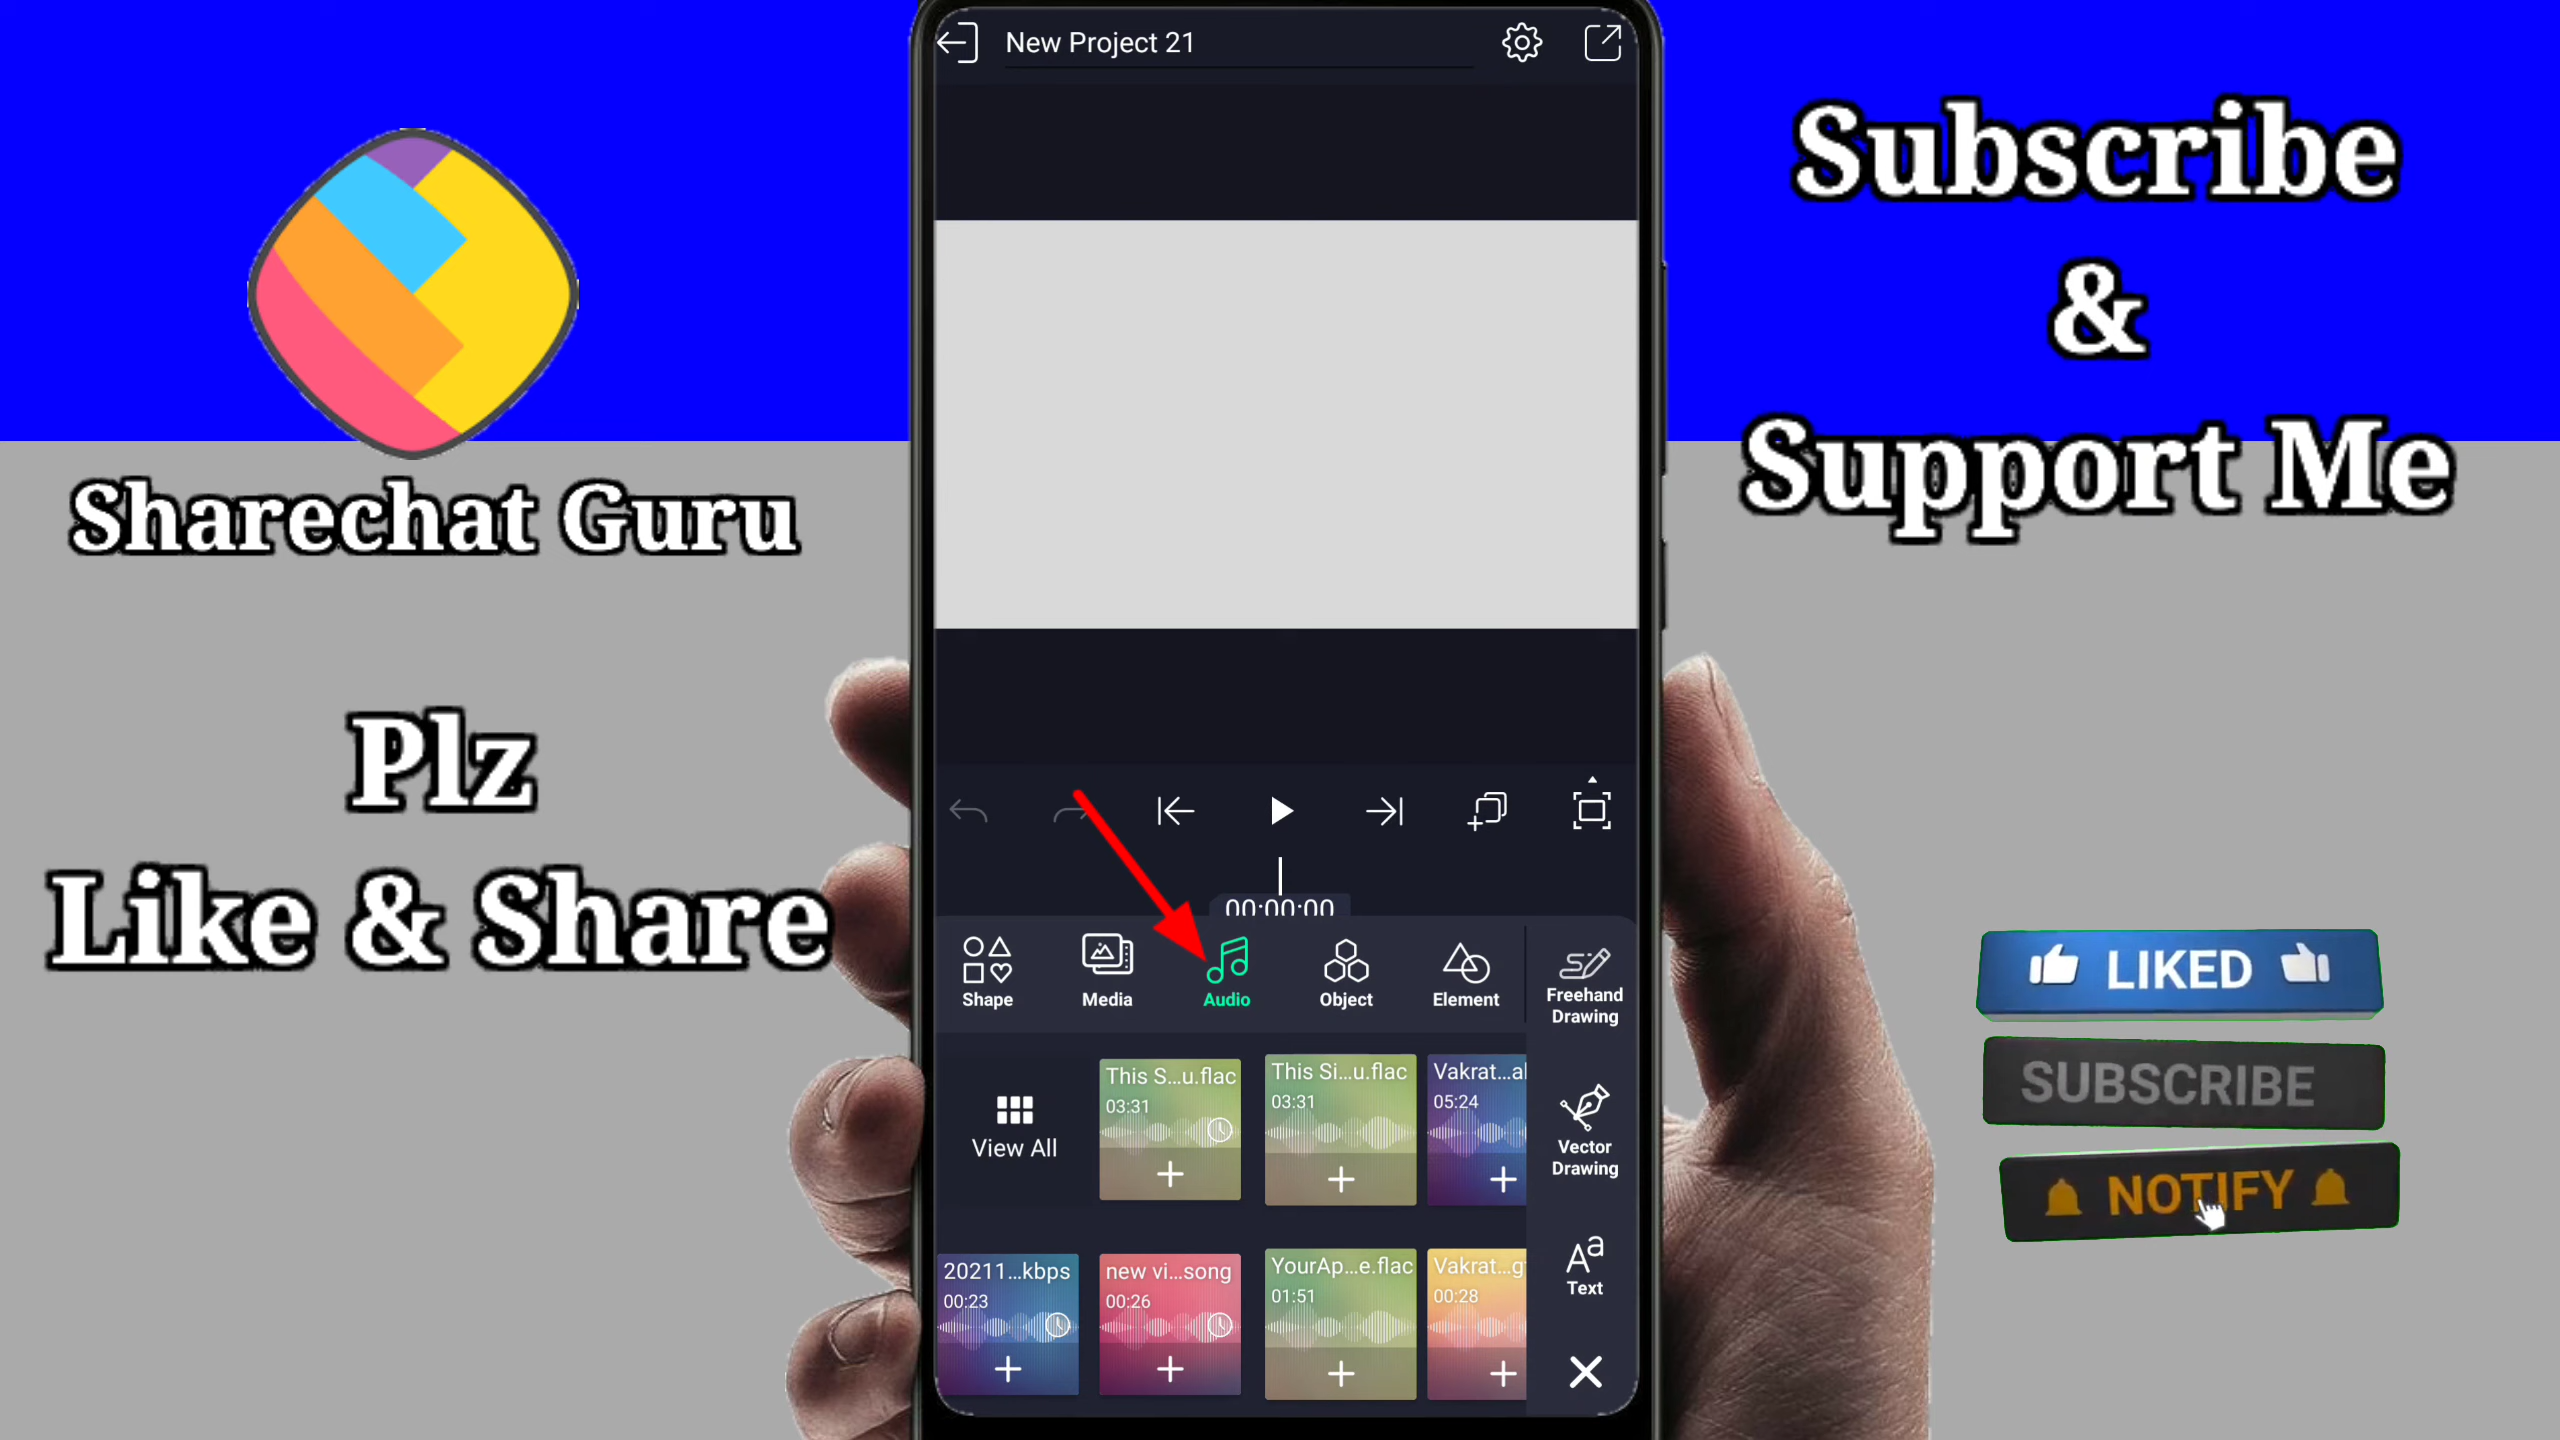 New Project 21
Subscribe
&
Support Me
Sharechat Guru
Plz
Like & Share
00:00:00
Shape
Media
Audio
Object
Element
Freehand
Drawing
View All
This S...u.flac
03:31
This Si...u.flac
03:31
Vakrat...al
05:24
Vector
Drawing
20211...kbps
00:23
new vi...song
00:26
YourAp...e.flac
01:51
Vakrat...g
00:28
Aa
Text
LIKED
SUBSCRIBE
NOTIFY